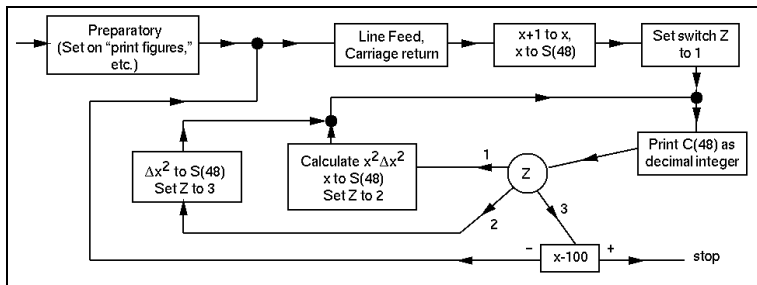 Preparatory
(Set on “print figures,”
etc.)
Line Feed,
Carriage return
x+1 to x,
x to S(48)
Set switch Z
to 1
Print C(48) as
decimal integer
Z
1
2
3
Calculate x²Δx²
x to S(48)
Set Z to 2
Δx² to S(48)
Set Z to 3
−
x-100
+
stop